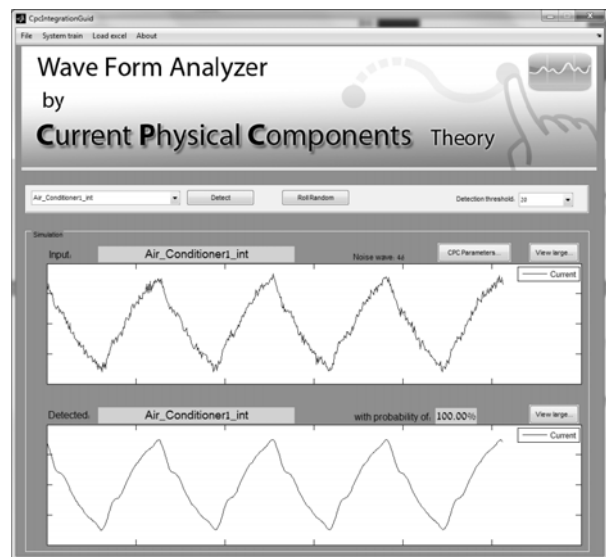 CpcIntegrationGuid
File System train Load excel About
Wave Form Analyzer
by
Current Physical Components Theory
Air_Conditioner1_int Detect Roll Random Detection threshold: 20
Simulation
Input: Air_Conditioner1_int Noise wave: 44 CPC Parameters... View large...
Current
Detected: Air_Conditioner1_int with probability of: 100.00% View large...
Current